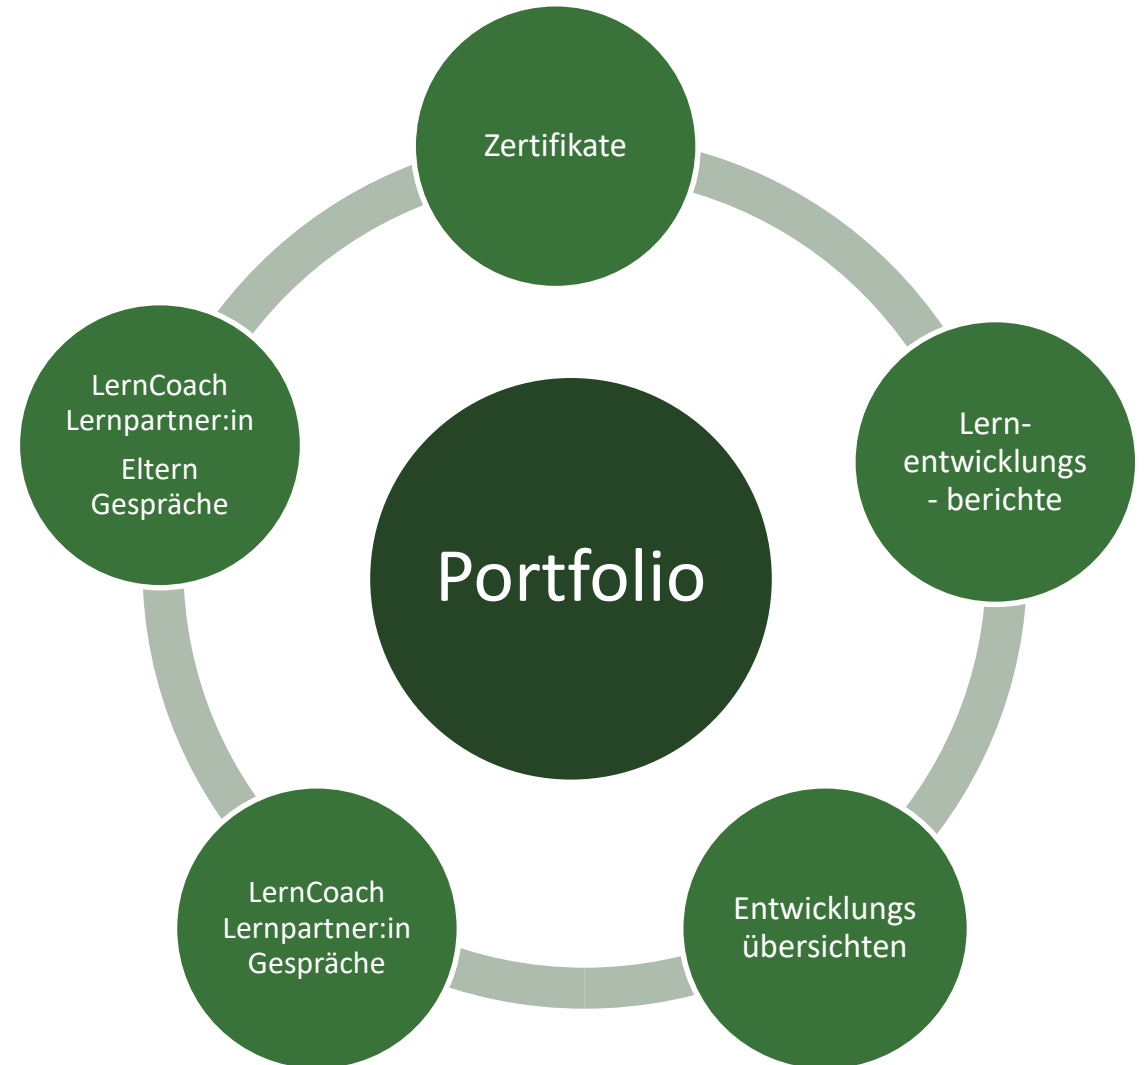 Zertifikate
LernCoach
Lernpartner:in
Eltern
Gespräche
Lern-
entwicklungs
- berichte
Portfolio
LernCoach
Lernpartner:in
Gespräche
Entwicklungs
übersichten